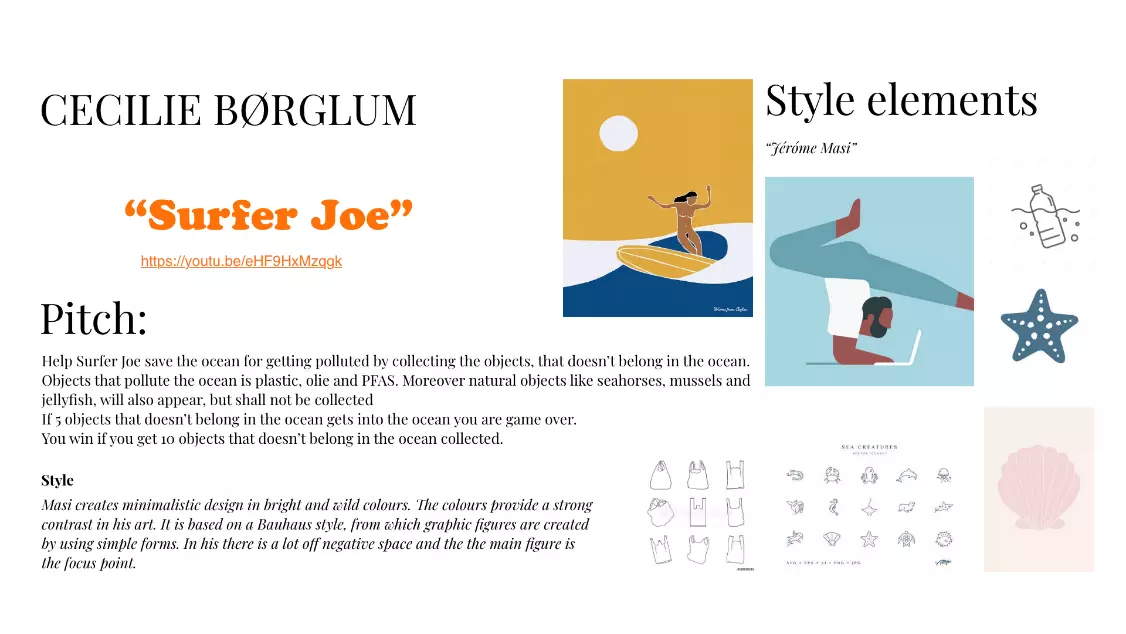 CECILIE BØRGLUM
“Surfer Joe”
https://youtu.be/eHF9HxMzqgk
Pitch:
Help Surfer Joe save the ocean for getting polluted by collecting the objects, that doesn’t belong in the ocean.
Objects that pollute the ocean is plastic, olie and PFAS. Moreover natural objects like seahorses, mussels and
jellyfish, will also appear, but shall not be collected
If 5 objects that doesn’t belong in the ocean gets into the ocean you are game over.
You win if you get 10 objects that doesn’t belong in the ocean collected.
Style
Masi creates minimalistic design in bright and wild colours. The colours provide a strong
contrast in his art. It is based on a Bauhaus style, from which graphic figures are created
by using simple forms. In his there is a lot off negative space and the the main figure is
the focus point.
Style elements
“Jéróme Masi”
SEA CREATURES
SVG + EPS + AI + PNG + JPG